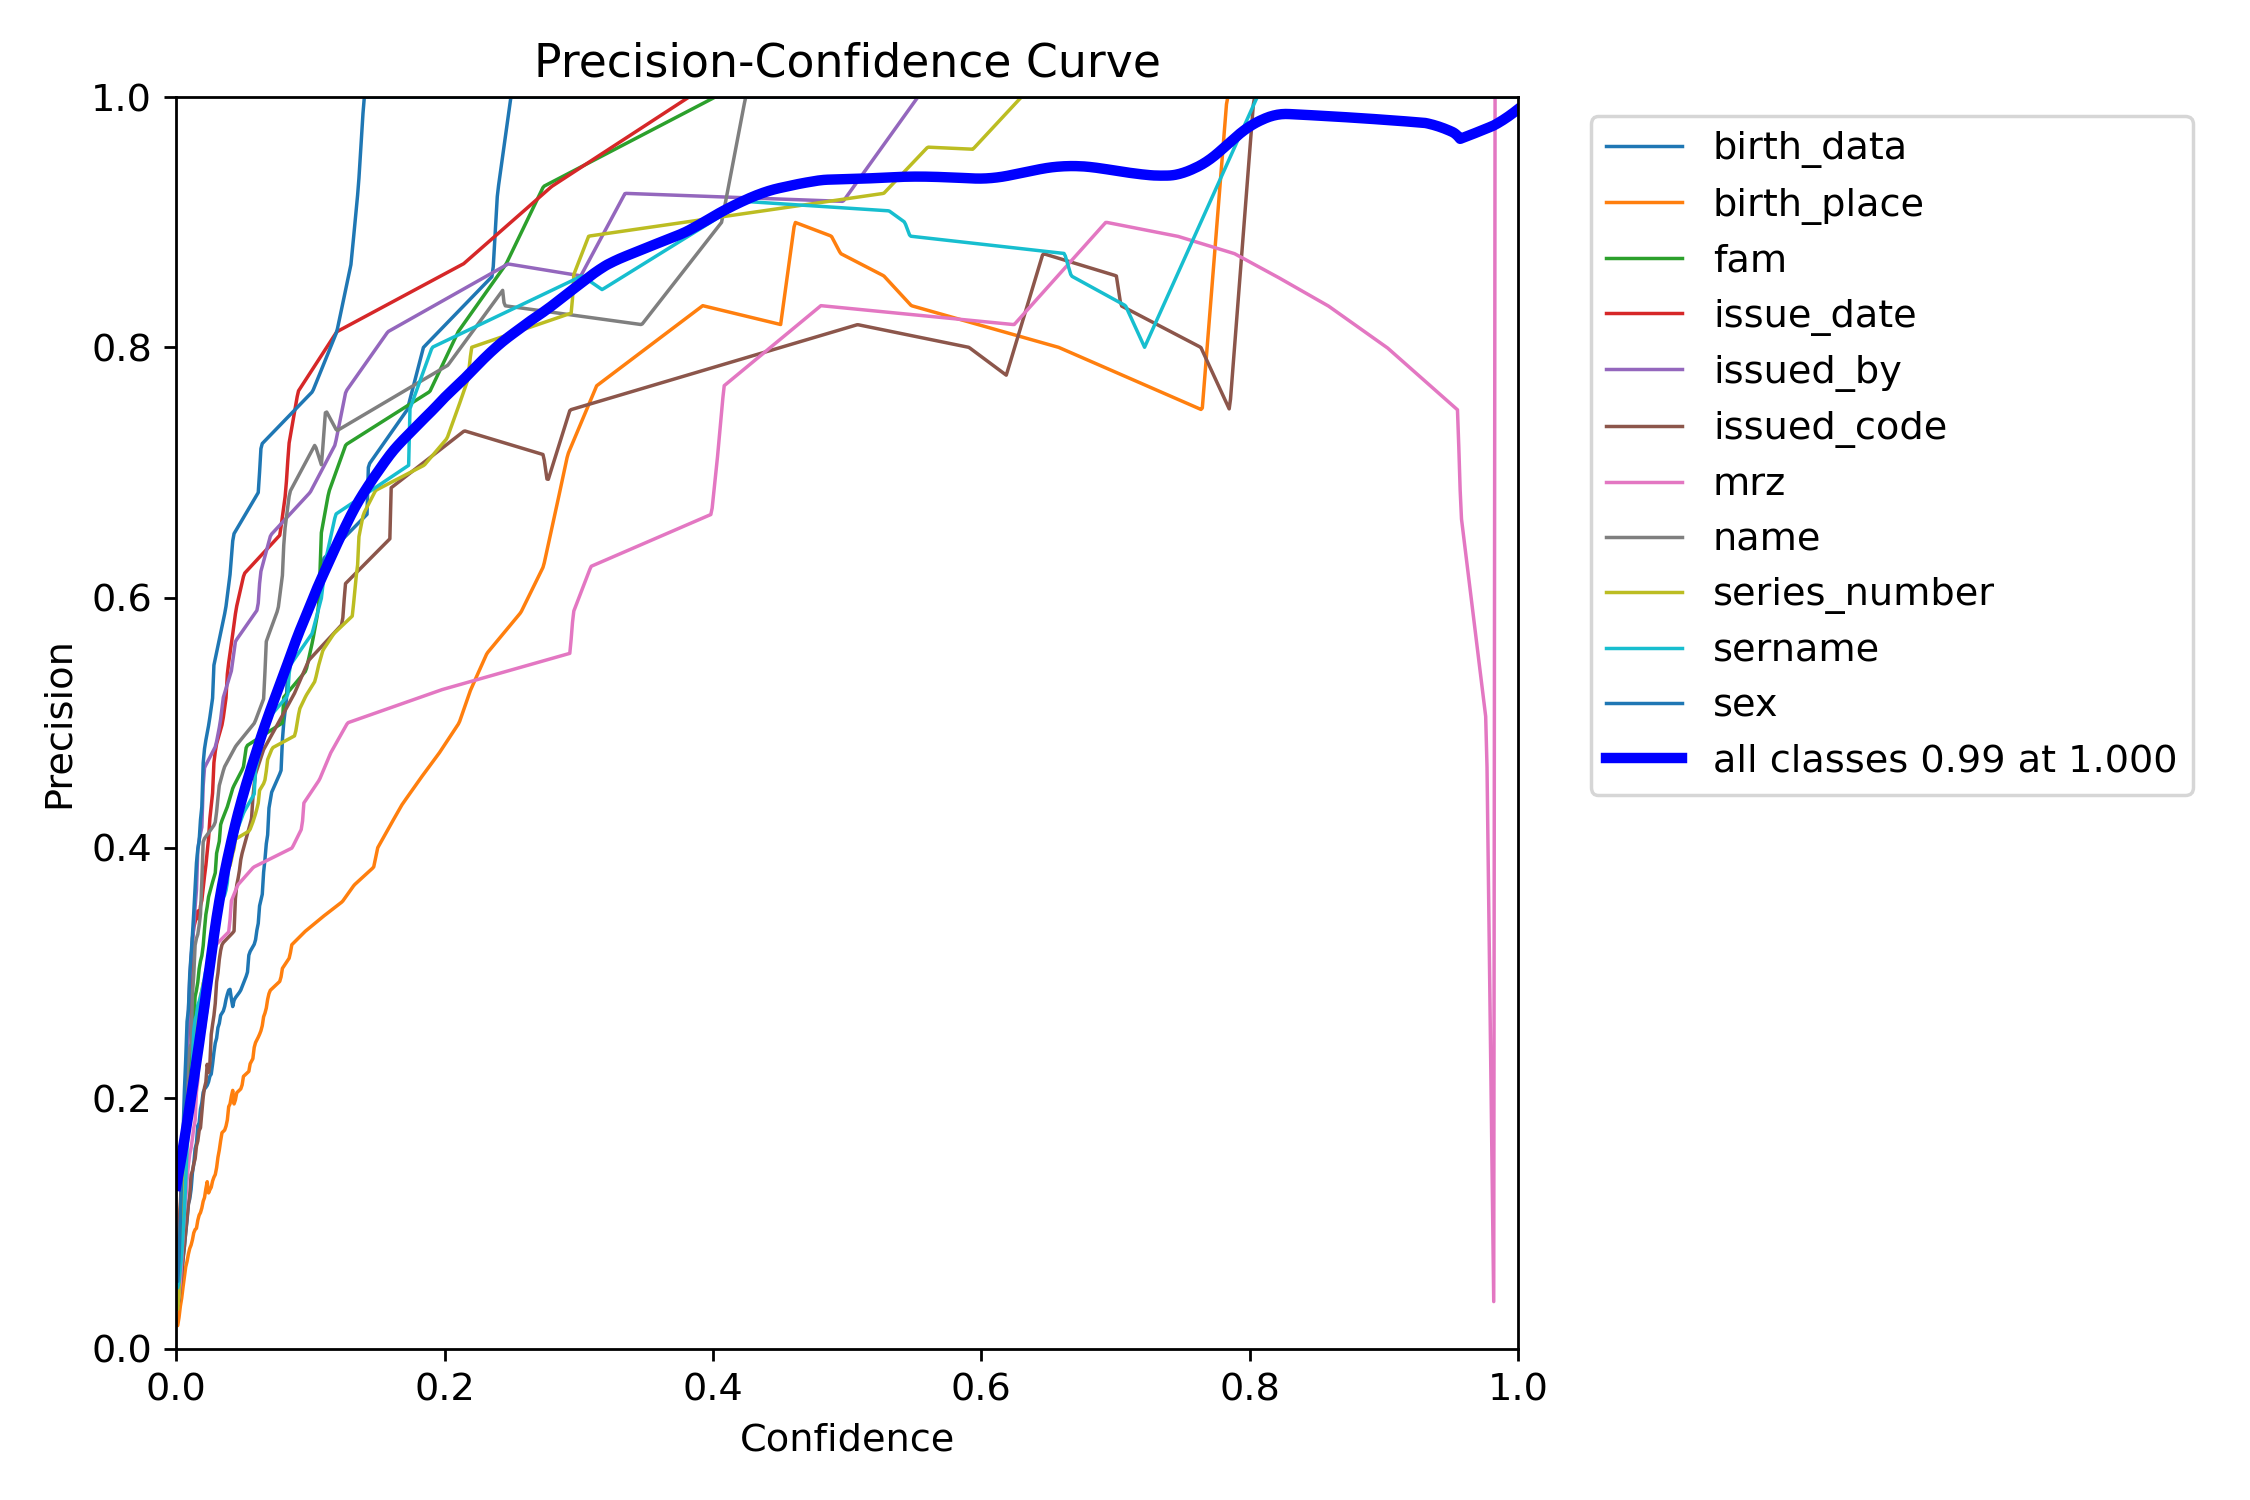 Precision-Confidence Curve
1.0
0.8
0.6
0.4
0.2
0.0
Precision
0.0 0.2 0.4 0.6 0.8 1.0
Confidence
birth_data
birth_place
fam
issue_date
issued_by
issued_code
mrz
name
series_number
sername
sex
all classes 0.99 at 1.000